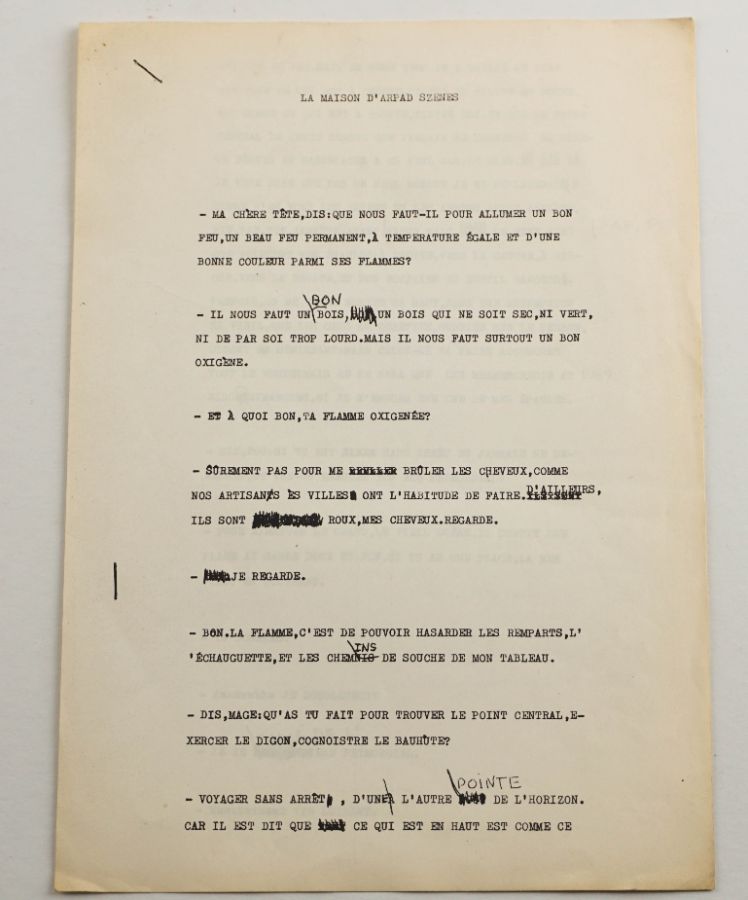 LA MAISON D'ARPAD SZENES
- MA CHÈRE TÊTE,DIS:QUE NOUS FAUT-IL POUR ALLUMER UN BON
FEU,UN BEAU FEU PERMANENT,À TEMPERATURE ÉGALE ET D'UNE
BONNE COULEUR PARMI SES FLAMMES?
- IL NOUS FAUT UN BON BOIS, UN BOIS QUI NE SOIT SEC,NI VERT,
NI DE PAR SOI TROP LOURD.MAIS IL NOUS FAUT SURTOUT UN BON
OXIGÈNE.
- ET À QUOI BON,TA FLAMME OXIGENÉE?
- SÛREMENT PAS POUR ME BRÛLER LES CHEVEUX,COMME
NOS ARTISANS ÈS VILLES ONT L'HABITUDE DE FAIRE. D'AILLEURS,
ILS SONT ROUX,MES CHEVEUX.REGARDE.
- JE REGARDE.
- BON.LA FLAMME,C'EST DE POUVOIR HASARDER LES REMPARTS,L'
'ÉCHAUGUETTE,ET LES CHEMINS DE SOUCHE DE MON TABLEAU.
- DIS,MAGE:QU'AS TU FAIT POUR TROUVER LE POINT CENTRAL,E-
XERCER LE DIGON,COGNOISTRE LE BAUHÛTE?
- VOYAGER SANS ARRÊT , D'UNE À L'AUTRE POINTE DE L'HORIZON.
CAR IL EST DIT QUE CE QUI EST EN HAUT EST COMME CE